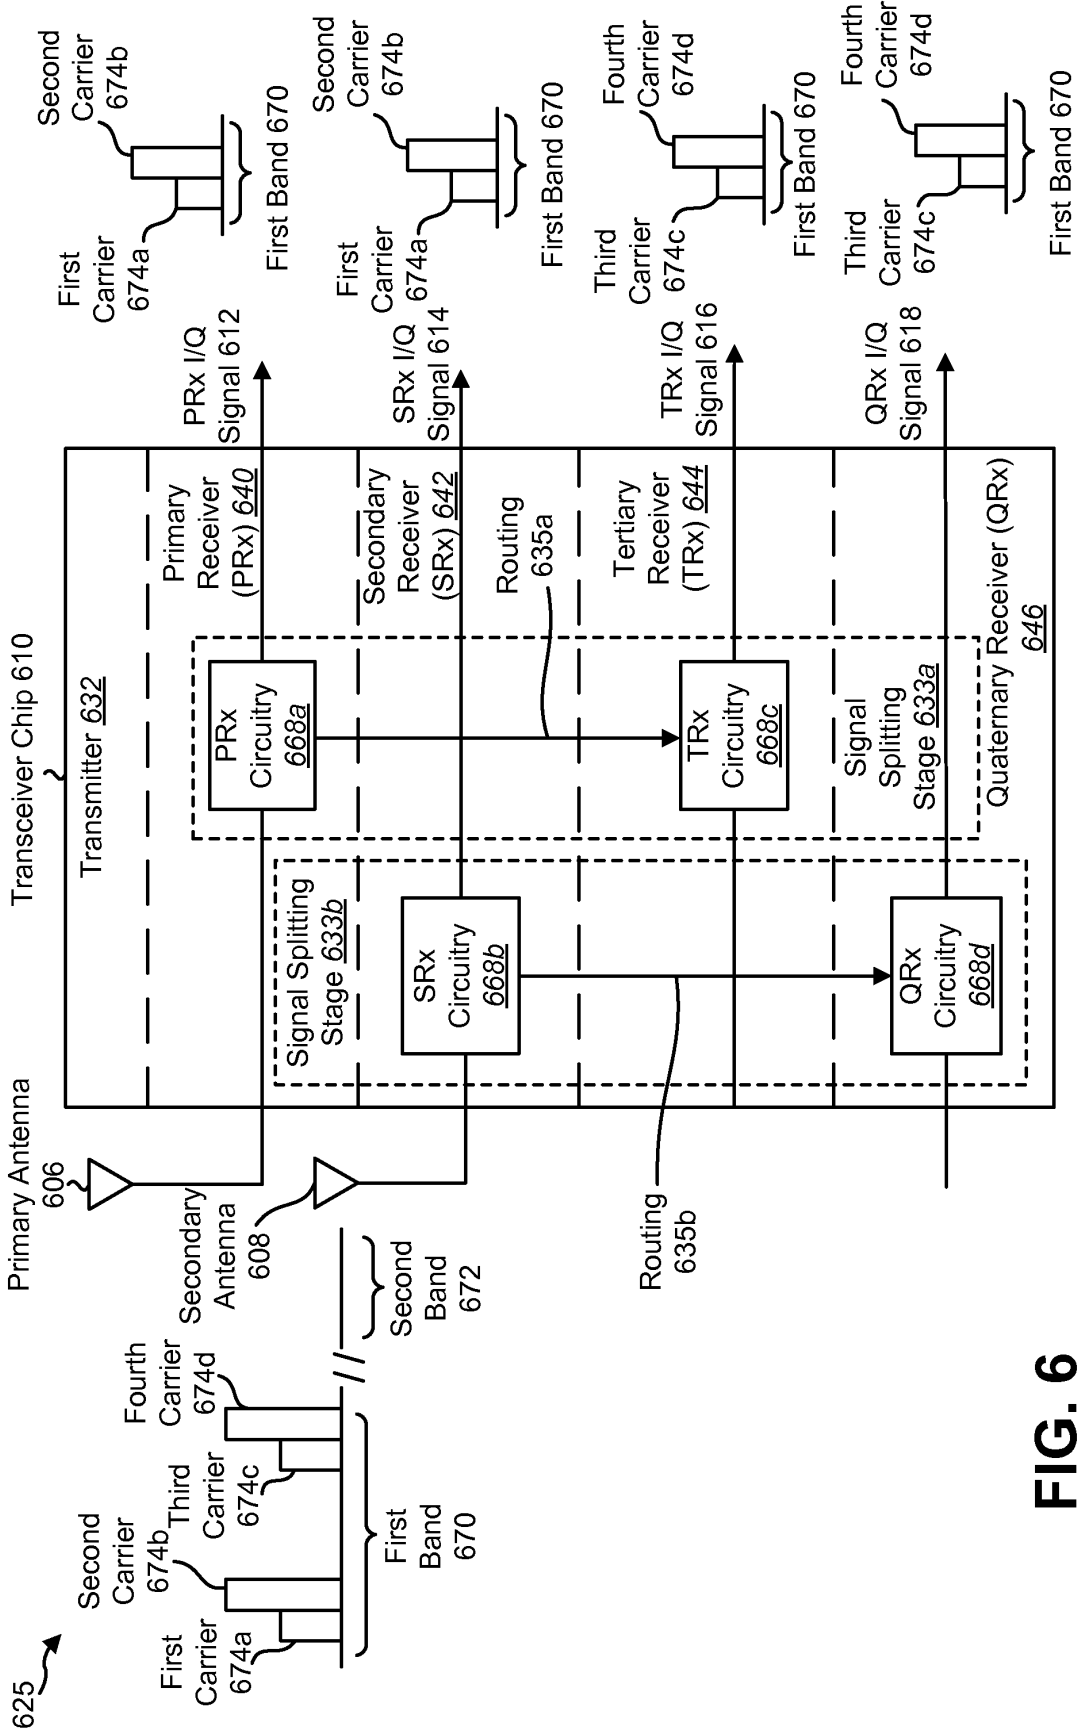 625
First
Carrier
674a
Second
Carrier
674b
Third
Carrier
674c
Fourth
Carrier
674d
First
Band
670
Second
Band
672
Primary Antenna
606
Secondary
Antenna
608
Transceiver Chip 610
Transmitter 632
Primary
Receiver
(PRx) 640
Secondary
Receiver
(SRx) 642
Tertiary
Receiver
(TRx) 644
Quaternary Receiver (QRx)
646
Signal Splitting
Stage 633b
SRx
Circuitry
668b
QRx
Circuitry
668d
Routing
635b
PRx
Circuitry
668a
TRx
Circuitry
668c
Signal
Splitting
Stage 633a
Routing
635a
PRx I/Q
Signal 612
SRx I/Q
Signal 614
TRx I/Q
Signal 616
QRx I/Q
Signal 618
First
Carrier
674a
Second
Carrier
674b
First Band 670
First
Carrier
674a
Second
Carrier
674b
First Band 670
Third
Carrier
674c
Fourth
Carrier
674d
First Band 670
Third
Carrier
674c
Fourth
Carrier
674d
First Band 670
FIG. 6